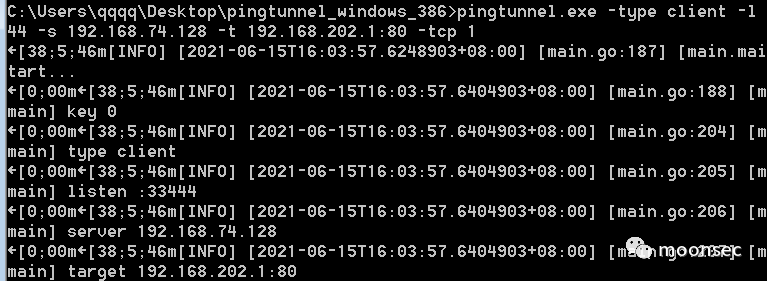 C:\Users\qqqq\Desktop\pingtunnel_windows_386>pingtunnel.exe -type client -l
44 -s 192.168.74.128 -t 192.168.202.1:80 -tcp 1
←[38;5;46m[INFO] [2021-06-15T16:03:57.6248903+08:00] [main.go:187] [main.mai
tart...
←[0;00m←[38;5;46m[INFO] [2021-06-15T16:03:57.6404903+08:00] [main.go:188] [m
main] key 0
←[0;00m←[38;5;46m[INFO] [2021-06-15T16:03:57.6404903+08:00] [main.go:204] [m
main] type client
←[0;00m←[38;5;46m[INFO] [2021-06-15T16:03:57.6404903+08:00] [main.go:205] [m
main] listen :33444
←[0;00m←[38;5;46m[INFO] [2021-06-15T16:03:57.6404903+08:00] [main.go:206] [m
main] server 192.168.74.128
←[0;00m←[38;5;46m[INFO] [2021-06-15T16:03:57.6404903+08:00] [m
main] target 192.168.202.1:80
moonsec